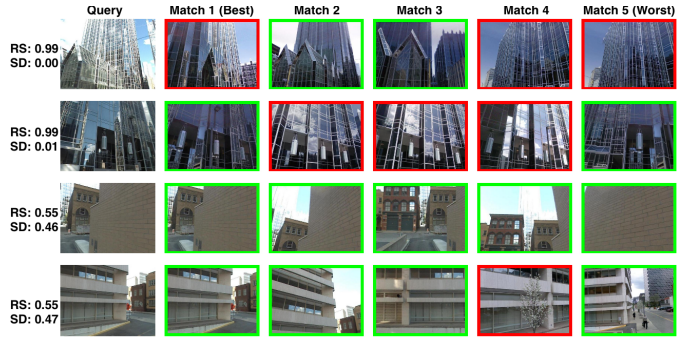 Query Match 1 (Best) Match 2 Match 3 Match 4 Match 5 (Worst)
RS: 0.99
SD: 0.00
RS: 0.99
SD: 0.01
RS: 0.55
SD: 0.46
RS: 0.55
SD: 0.47